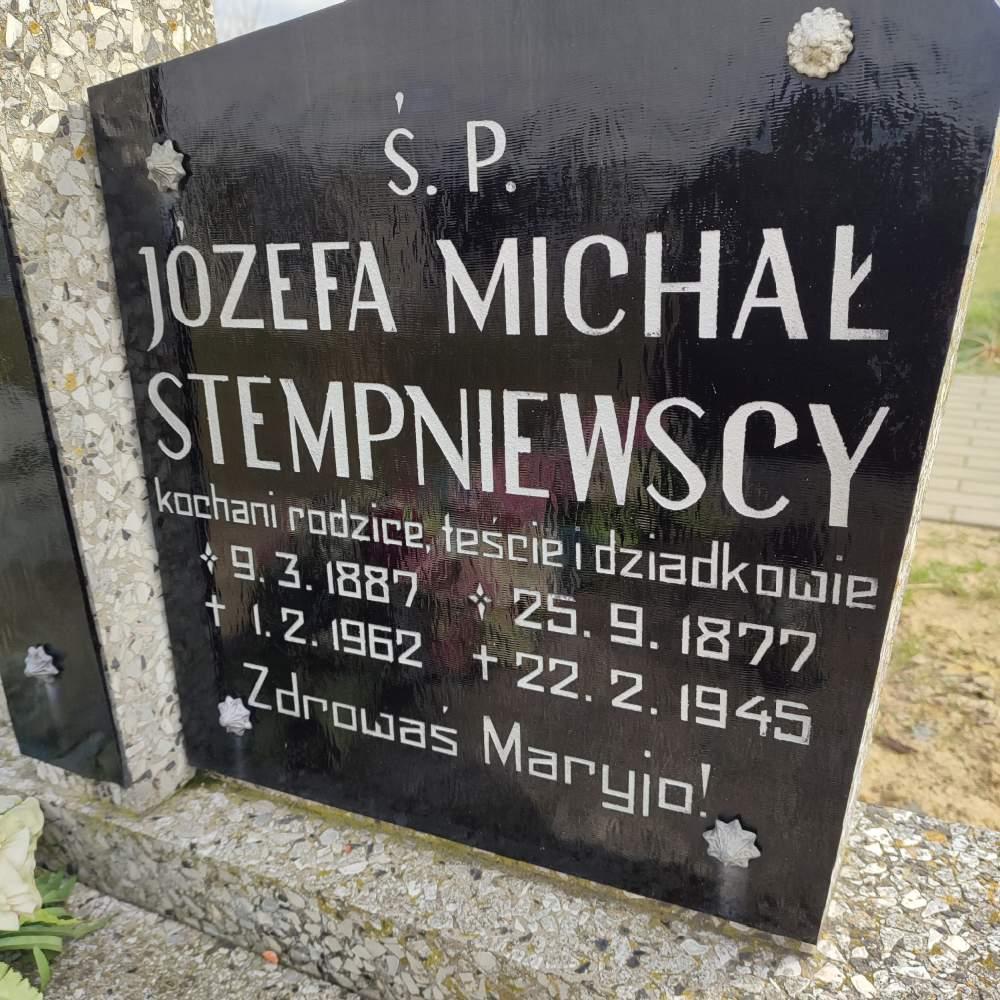 Ś. P.
JÓZEFA MICHAŁ
STEMPNIEWSCY
kochani rodzice, teście i dziadkowie
9. 3. 1887 25. 9. 1877
† 1. 2. 1962 † 22. 2. 1945
Zdrowaś Maryjo!